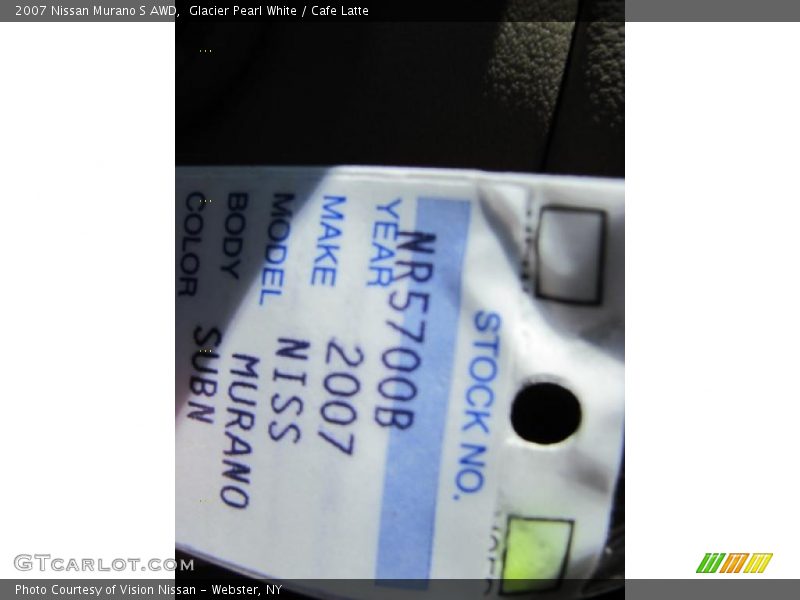 2007 Nissan Murano S AWD,  Glacier Pearl White / Cafe Latte
STOCK NO.
NR5700B
YEAR 2007
MAKE NISS
MODEL MURANO
BODY SUBN
COLOR
GTcarlot.com
Photo Courtesy of Vision Nissan - Webster, NY